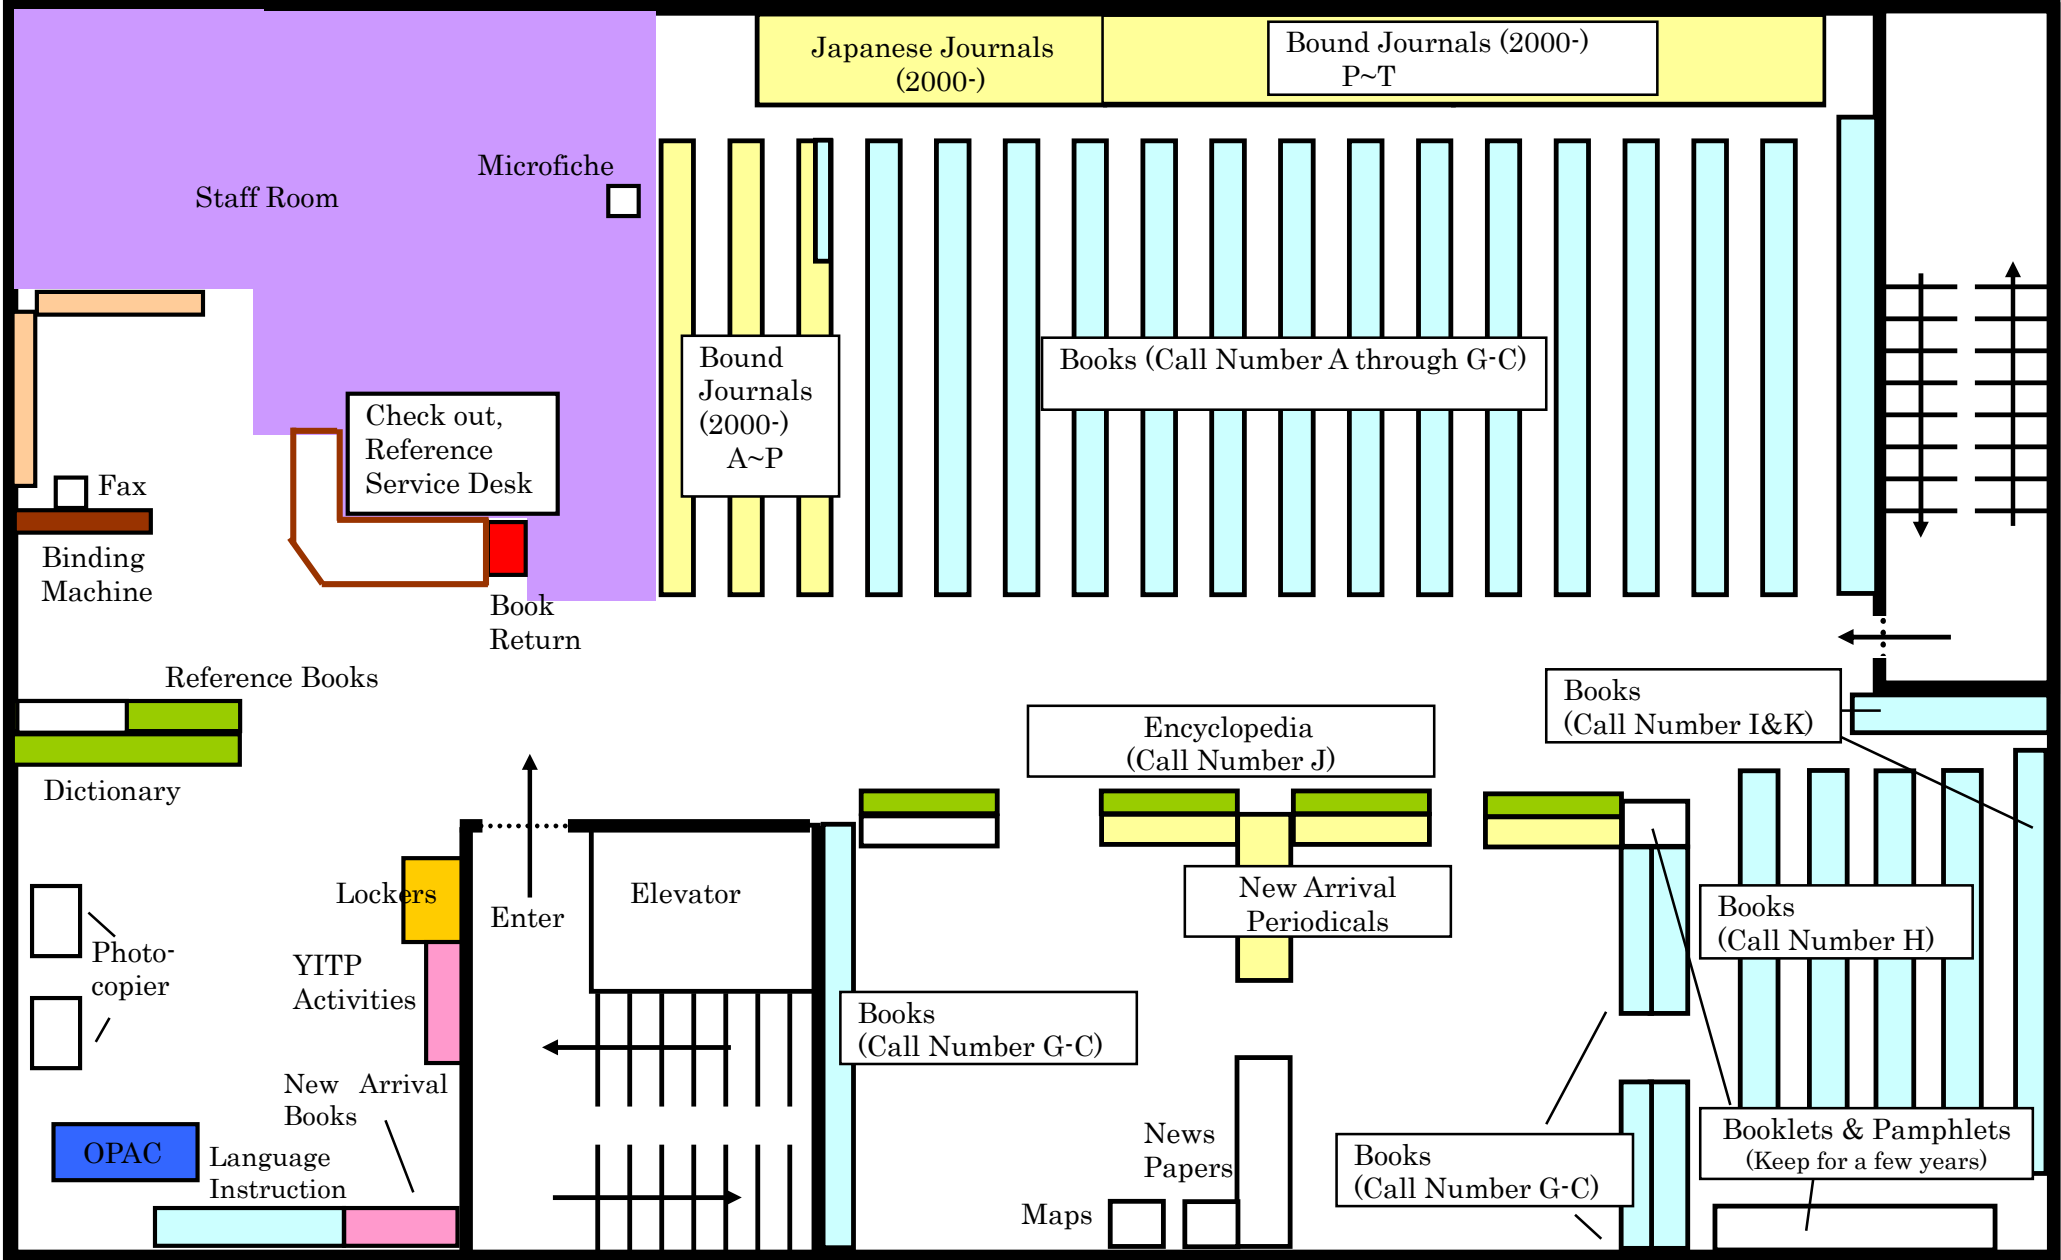 Japanese Journals
(2000-)
Bound Journals (2000-)
P~T
Microfiche
Staff Room
Bound
Journals
(2000-)
A~P
Books (Call Number A through G-C)
Check out,
Reference
Service Desk
Fax
Binding
Machine
Book
Return
Reference Books
Dictionary
Books
(Call Number I&K)
Encyclopedia
(Call Number J)
Lockers
Enter
Elevator
New Arrival
Periodicals
Books
(Call Number H)
Photo-
copier
YITP
Activities
Books
(Call Number G-C)
New Arrival
Books
OPAC
Language
Instruction
News
Papers
Maps
Books
(Call Number G-C)
Booklets & Pamphlets
(Keep for a few years)